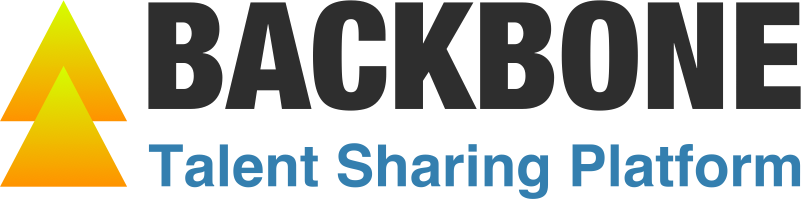 BACKBONE
Talent Sharing Platform